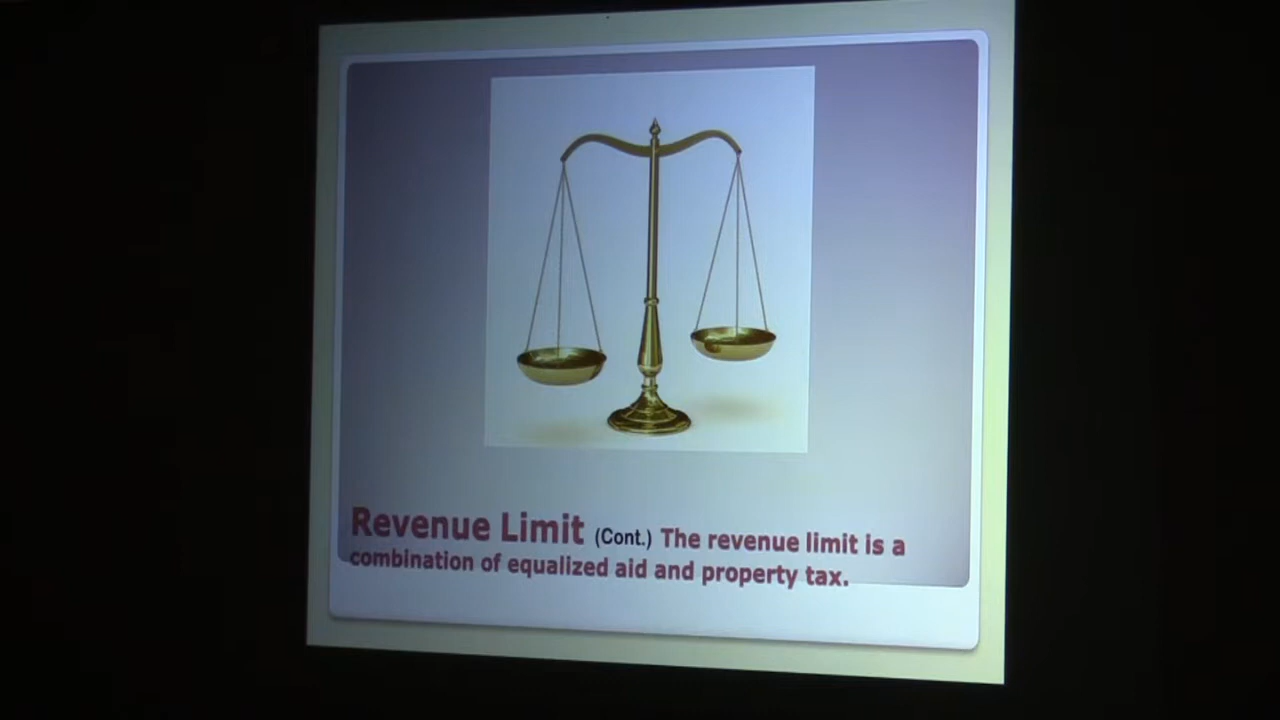 Revenue Limit (Cont.) The revenue limit is a
combination of equalized aid and property tax.